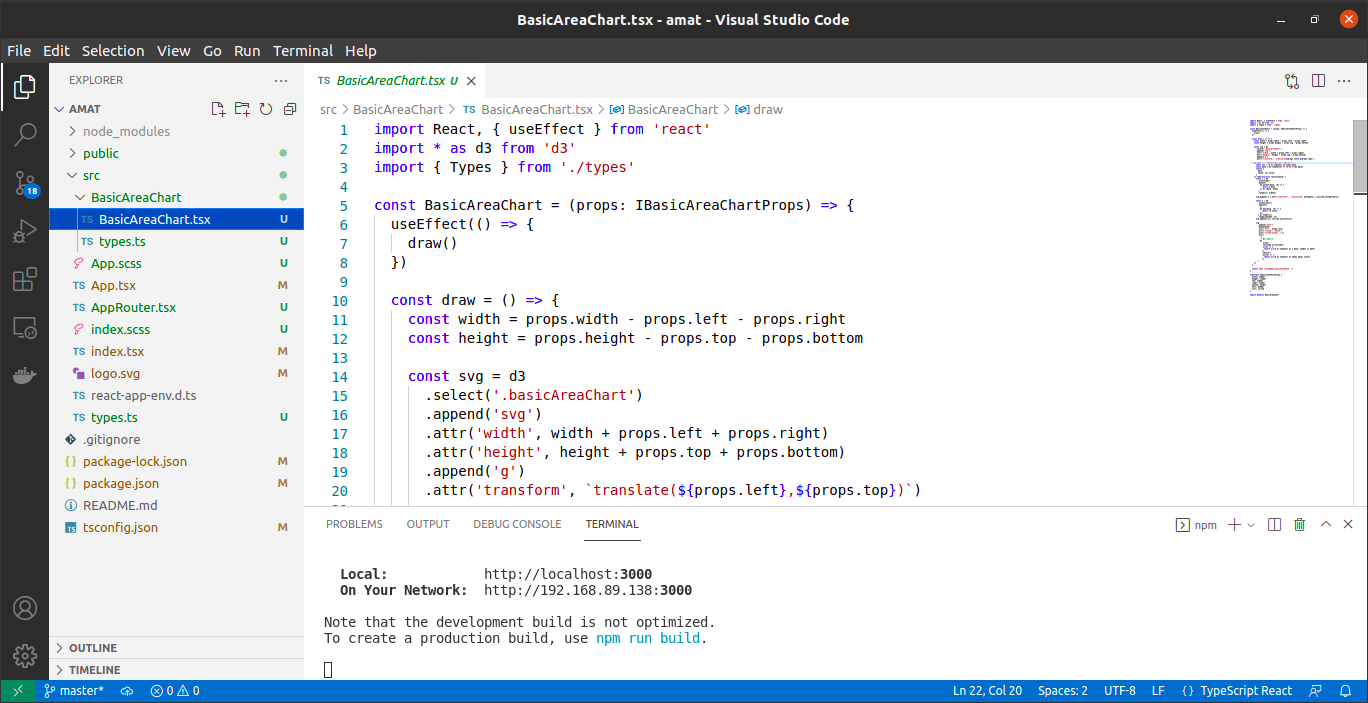 BasicAreaChart.tsx - amat - Visual Studio Code
File Edit Selection View Go Run Terminal Help
EXPLORER
AMAT
node_modules
public
src
BasicAreaChart
TS BasicAreaChart.tsx U
TS types.ts U
App.scss U
TS App.tsx M
TS AppRouter.tsx U
index.scss U
TS index.tsx M
logo.svg M
TS react-app-env.d.ts
TS types.ts U
.gitignore
{} package-lock.json M
{} package.json M
README.md
TS tsconfig.json M
OUTLINE
TIMELINE
18
TS BasicAreaChart.tsx U
src > BasicAreaChart > TS BasicAreaChart.tsx > BasicAreaChart > draw
1 import React, { useEffect } from 'react'
2 import * as d3 from 'd3'
3 import { Types } from './types'
4
5 const BasicAreaChart = (props: IBasicAreaChartProps) => {
6 useEffect(() => {
7 draw()
8 })
9
10 const draw = () => {
11 const width = props.width - props.left - props.right
12 const height = props.height - props.top - props.bottom
13
14 const svg = d3
15 .select('.basicAreaChart')
16 .append('svg')
17 .attr('width', width + props.left + props.right)
18 .attr('height', height + props.top + props.bottom)
19 .append('g')
20 .attr('transform', `translate(${props.left},${props.top})`)
PROBLEMS OUTPUT DEBUG CONSOLE TERMINAL
npm
Local: http://localhost:3000
On Your Network: http://192.168.89.138:3000
Note that the development build is not optimized.
To create a production build, use npm run build.
master* 0 0
Ln 22, Col 20 Spaces: 2 UTF-8 LF {} TypeScript React